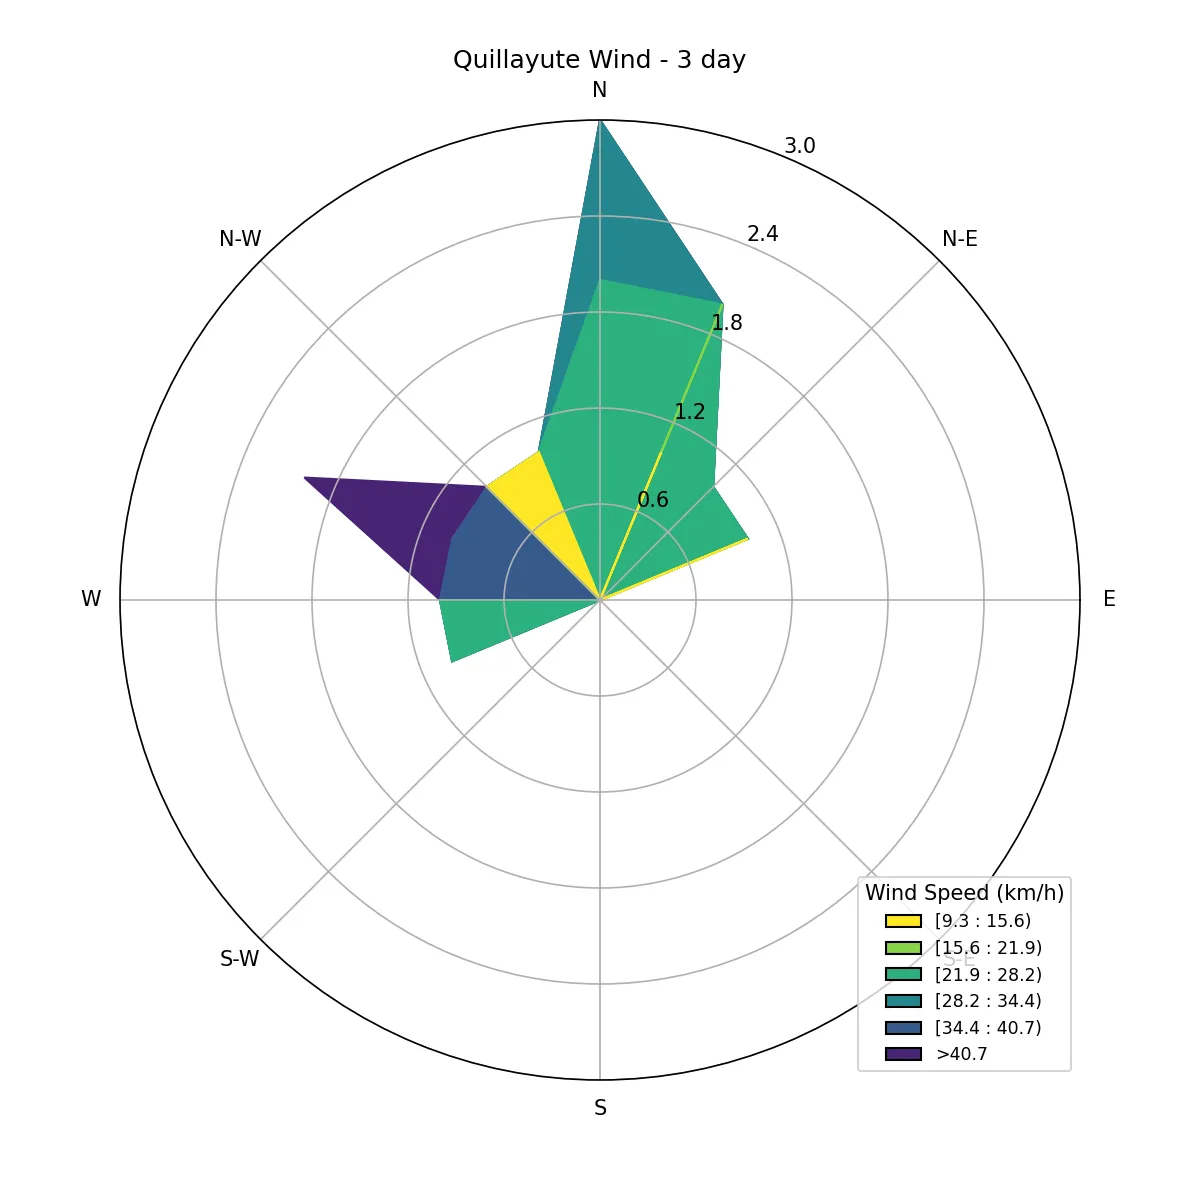 Quillayute Wind - 3 day
N
3.0
N-W
2.4
N-E
1.8
1.2
0.6
W
E
Wind Speed (km/h)
[9.3 : 15.6)
[15.6 : 21.9)
S-W
S-E
[21.9 : 28.2)
[28.2 : 34.4)
[34.4 : 40.7)
>40.7
S